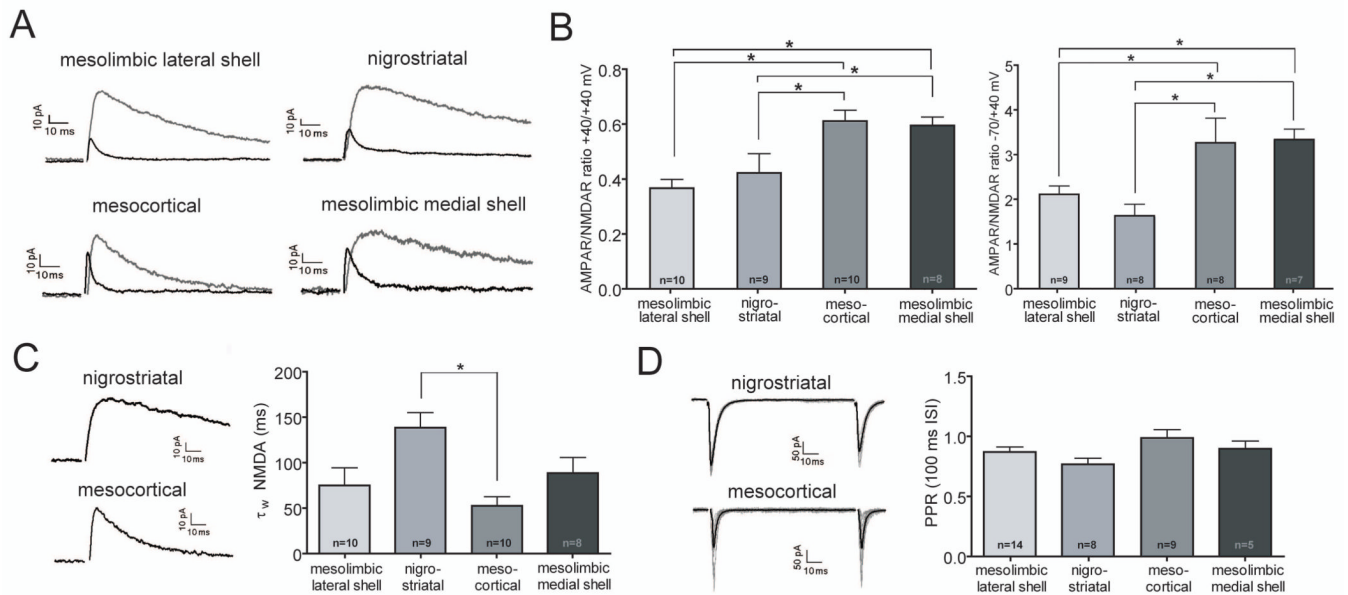 A
mesolimbic lateral shell
10 pA
10 ms
nigrostriatal
10 pA
10 ms
mesocortical
10 pA
10ms
mesolimbic medial shell
10 pA
10ms
B
AMPAR/NMDAR ratio +40/+40 mV
0.8
0.6
0.4
0.2
0.0
*
*
*
*
n=10
n=9
n=10
n=8
mesolimbic
lateral shell
nigro-
striatal
meso-
cortical
mesolimbic
medial shell
AMPAR/NMDAR ratio -70/+40 mV
5
4
3
2
1
0
*
*
*
*
n=9
n=8
n=8
n=7
mesolimbic
lateral shell
nigro-
striatal
meso-
cortical
mesolimbic
medial shell
C
nigrostriatal
10 pA
10ms
mesocortical
10 pA
10ms
τw NMDA (ms)
200
150
100
50
0
*
n=10
n=9
n=10
n=8
mesolimbic
lateral shell
nigro-
striatal
meso-
cortical
mesolimbic
medial shell
D
nigrostriatal
50 pA
10ms
mesocortical
50 pA
10ms
PPR (100 ms ISI)
1.5
1.0
0.5
0.0
n=14
n=8
n=9
n=5
mesolimbic
lateral shell
nigro-
striatal
meso-
cortical
mesolimbic
medial shell